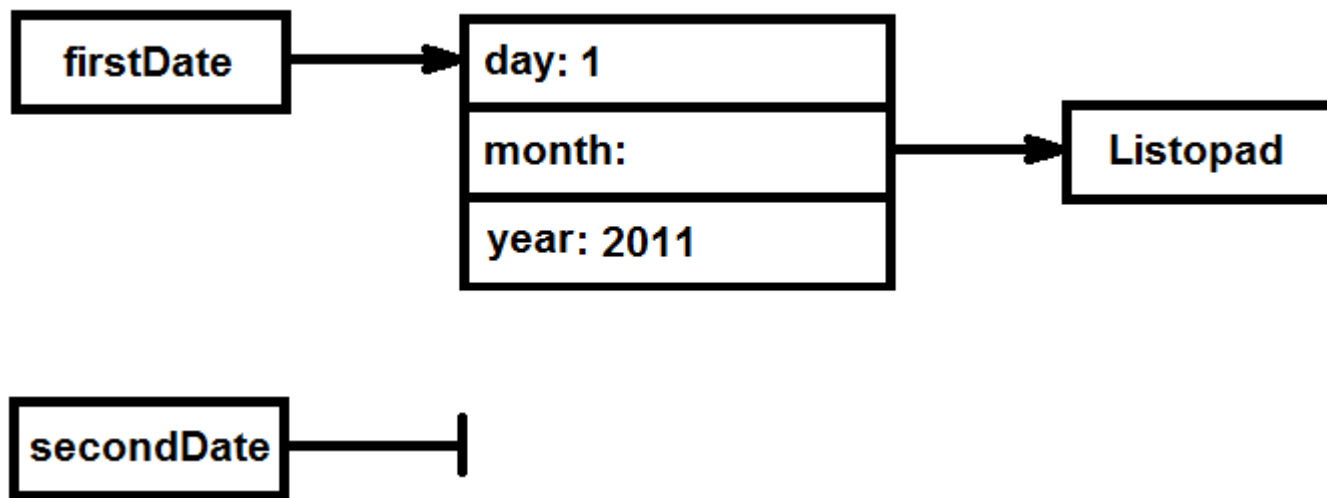 firstDate
day: 1
month:
Listopad
year: 2011
secondDate